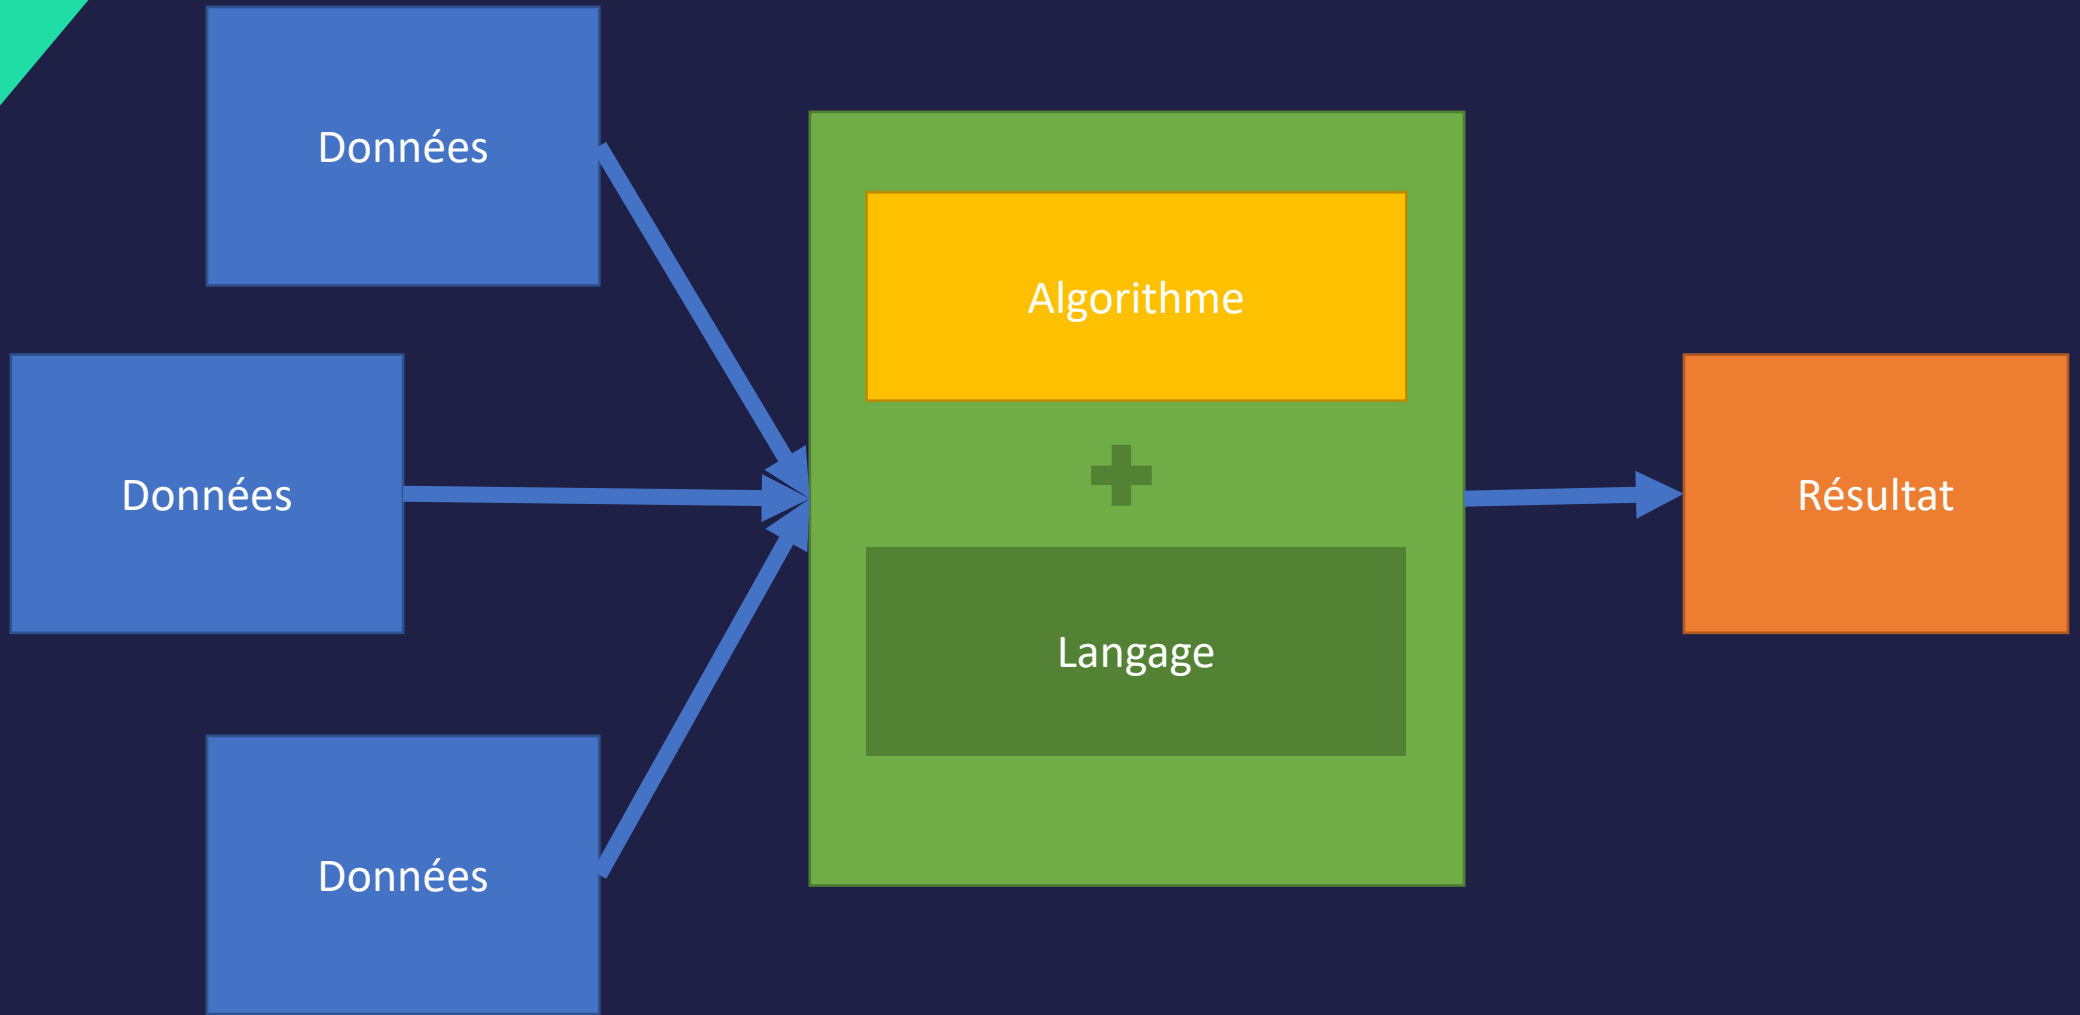 Données
Données
Données
Algorithme
Langage
Résultat